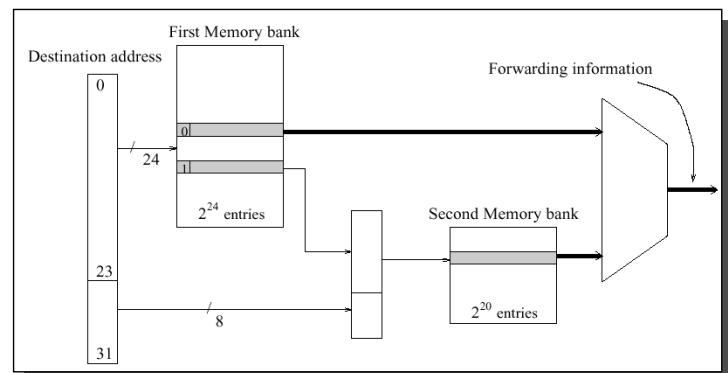 First Memory bank
Destination address
Forwarding information
0
0
24
1
2^24 entries
Second Memory bank
23
8
2^20 entries
31